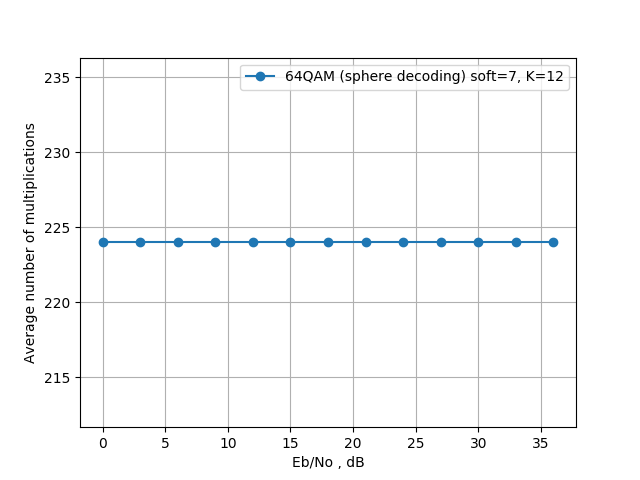 64QAM (sphere decoding) soft=7, K=12
Average number of multiplications
235
230
225
220
215
0 5 10 15 20 25 30 35
Eb/No , dB